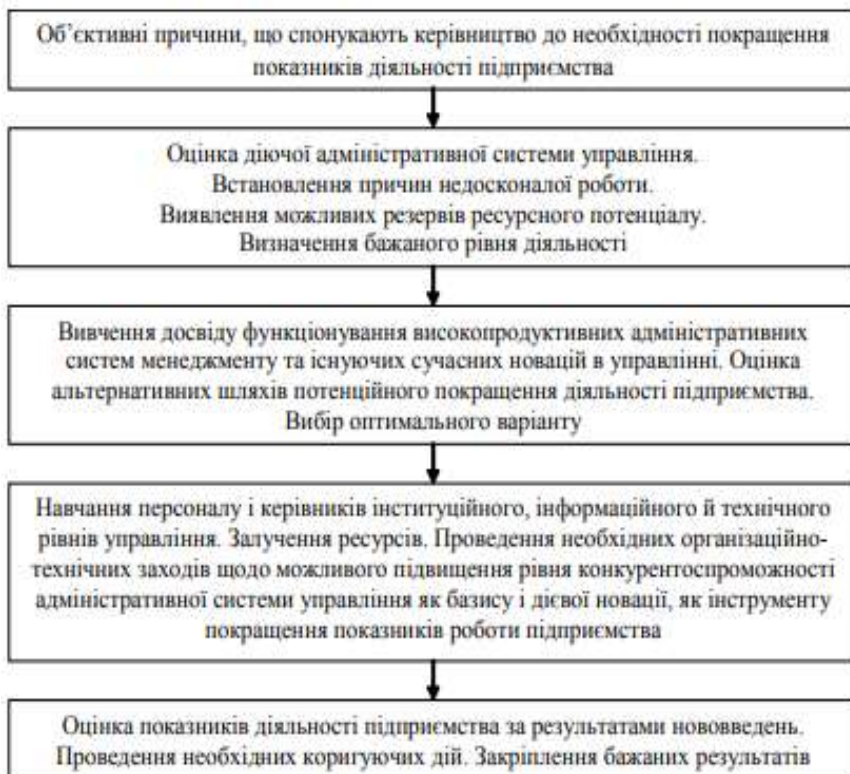 Об’єктивні причини, що спонукають керівництво до необхідності покращення
показників діяльності підприємства
Оцінка діючої адміністративної системи управління.
Встановлення причин недосконалої роботи.
Виявлення можливих резервів ресурсного потенціалу.
Визначення бажаного рівня діяльності
Вивчення досвіду функціонування високопродуктивних адміністративних
систем менеджменту та існуючих сучасних новацій в управлінні. Оцінка
альтернативних шляхів потенційного покращення діяльності підприємства.
Вибір оптимального варіанту
Навчання персоналу і керівників інституційного, інформаційного й технічного
рівнів управління. Залучення ресурсів. Проведення необхідних організаційно-
технічних заходів щодо можливого підвищення рівня конкурентоспроможності
адміністративної системи управління як базису і дієвої новації, як інструменту
покращення показників роботи підприємства
Оцінка показників діяльності підприємства за результатами нововведень.
Проведення необхідних коригуючих дій. Закріплення бажаних результатів